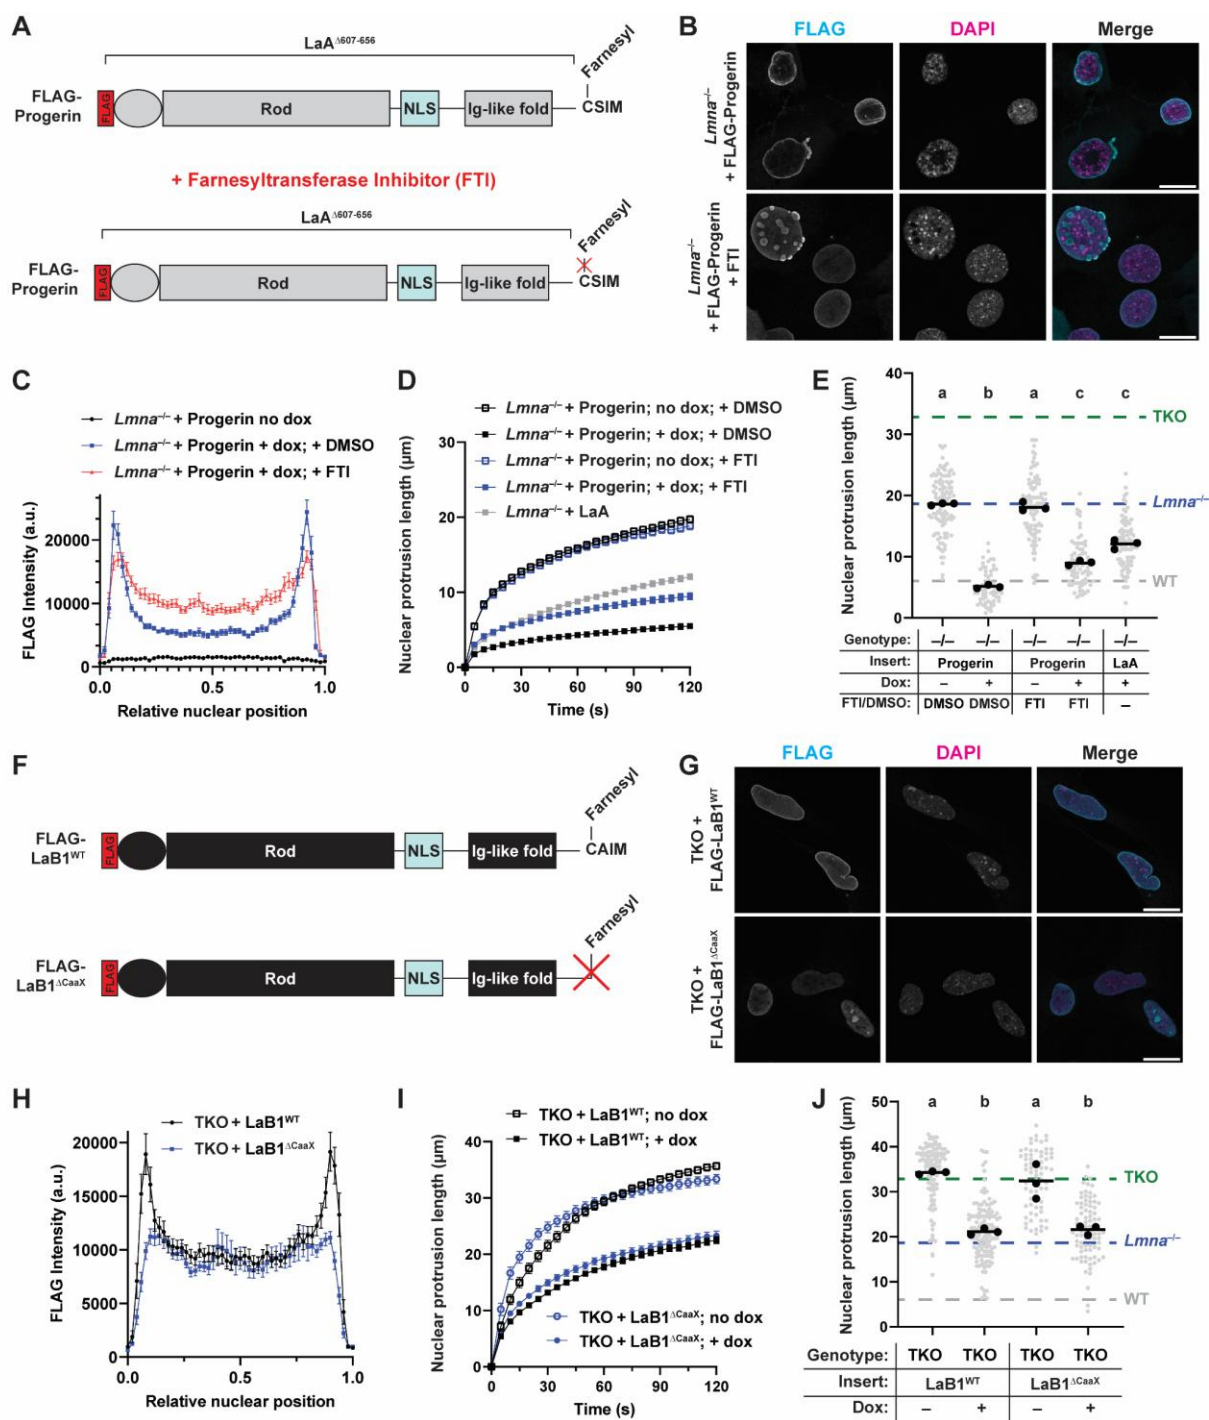 A
LaA^Δ607-656
Farnesyl
FLAG-
Progerin
FLAG
Rod
NLS
Ig-like fold
CSIM
+ Farnesyltransferase Inhibitor (FTI)
LaA^Δ607-656
Farnesyl
FLAG-
Progerin
FLAG
Rod
NLS
Ig-like fold
CSIM
B
FLAG
DAPI
Merge
Lmna−/−
+ FLAG-Progerin
Lmna−/−
+ FLAG-Progerin
+ FTI
C
Lmna−/− + Progerin no dox
Lmna−/− + Progerin + dox; + DMSO
Lmna−/− + Progerin + dox; + FTI
FLAG Intensity (a.u.)
20000
10000
0
0.0
0.5
1.0
Relative nuclear position
D
Lmna−/− + Progerin; no dox; + DMSO
Lmna−/− + Progerin; + dox; + DMSO
Lmna−/− + Progerin; no dox; + FTI
Lmna−/− + Progerin; + dox; + FTI
Lmna−/− + LaA
Nuclear protrusion length (µm)
30
20
10
0
0 30 60 90 120
Time (s)
E
Nuclear protrusion length (µm)
40
30
20
10
0
a b a c c
TKO
Lmna−/−
WT
Genotype: −/− −/− −/− −/− −/−
Insert: Progerin Progerin LaA
Dox: − + − + +
FTI/DMSO: DMSO DMSO FTI FTI −
F
Farnesyl
FLAG-
LaB1^WT
FLAG
Rod
NLS
Ig-like fold
CAIM
Farnesyl
FLAG-
LaB1^ΔCaaX
FLAG
Rod
NLS
Ig-like fold
G
FLAG
DAPI
Merge
TKO +
FLAG-LaB1^WT
TKO +
FLAG-LaB1^ΔCaaX
H
TKO + LaB1^WT
TKO + LaB1^ΔCaaX
FLAG Intensity (a.u.)
20000
15000
10000
5000
0
0.0
0.5
1.0
Relative nuclear position
I
TKO + LaB1^WT; no dox
TKO + LaB1^WT; + dox
Nuclear protrusion length (µm)
40
30
20
10
0
TKO + LaB1^ΔCaaX; no dox
TKO + LaB1^ΔCaaX; + dox
0 30 60 90 120
Time (s)
J
Nuclear protrusion length (µm)
50
40
30
20
10
0
a b a b
TKO
Lmna−/−
WT
Genotype: TKO TKO TKO TKO
Insert: LaB1^WT LaB1^ΔCaaX
Dox: − + − +